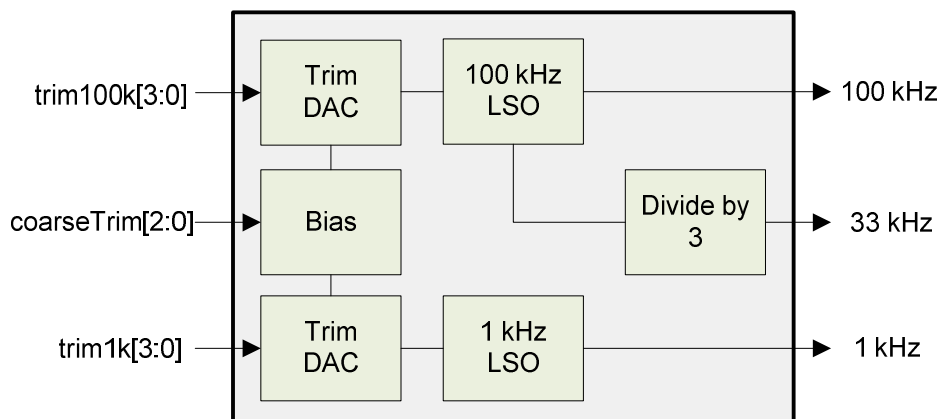 trim100k[3:0]
Trim
DAC
100 kHz
LSO
100 kHz
coarseTrim[2:0]
Bias
Divide by
3
33 kHz
trim1k[3:0]
Trim
DAC
1 kHz
LSO
1 kHz